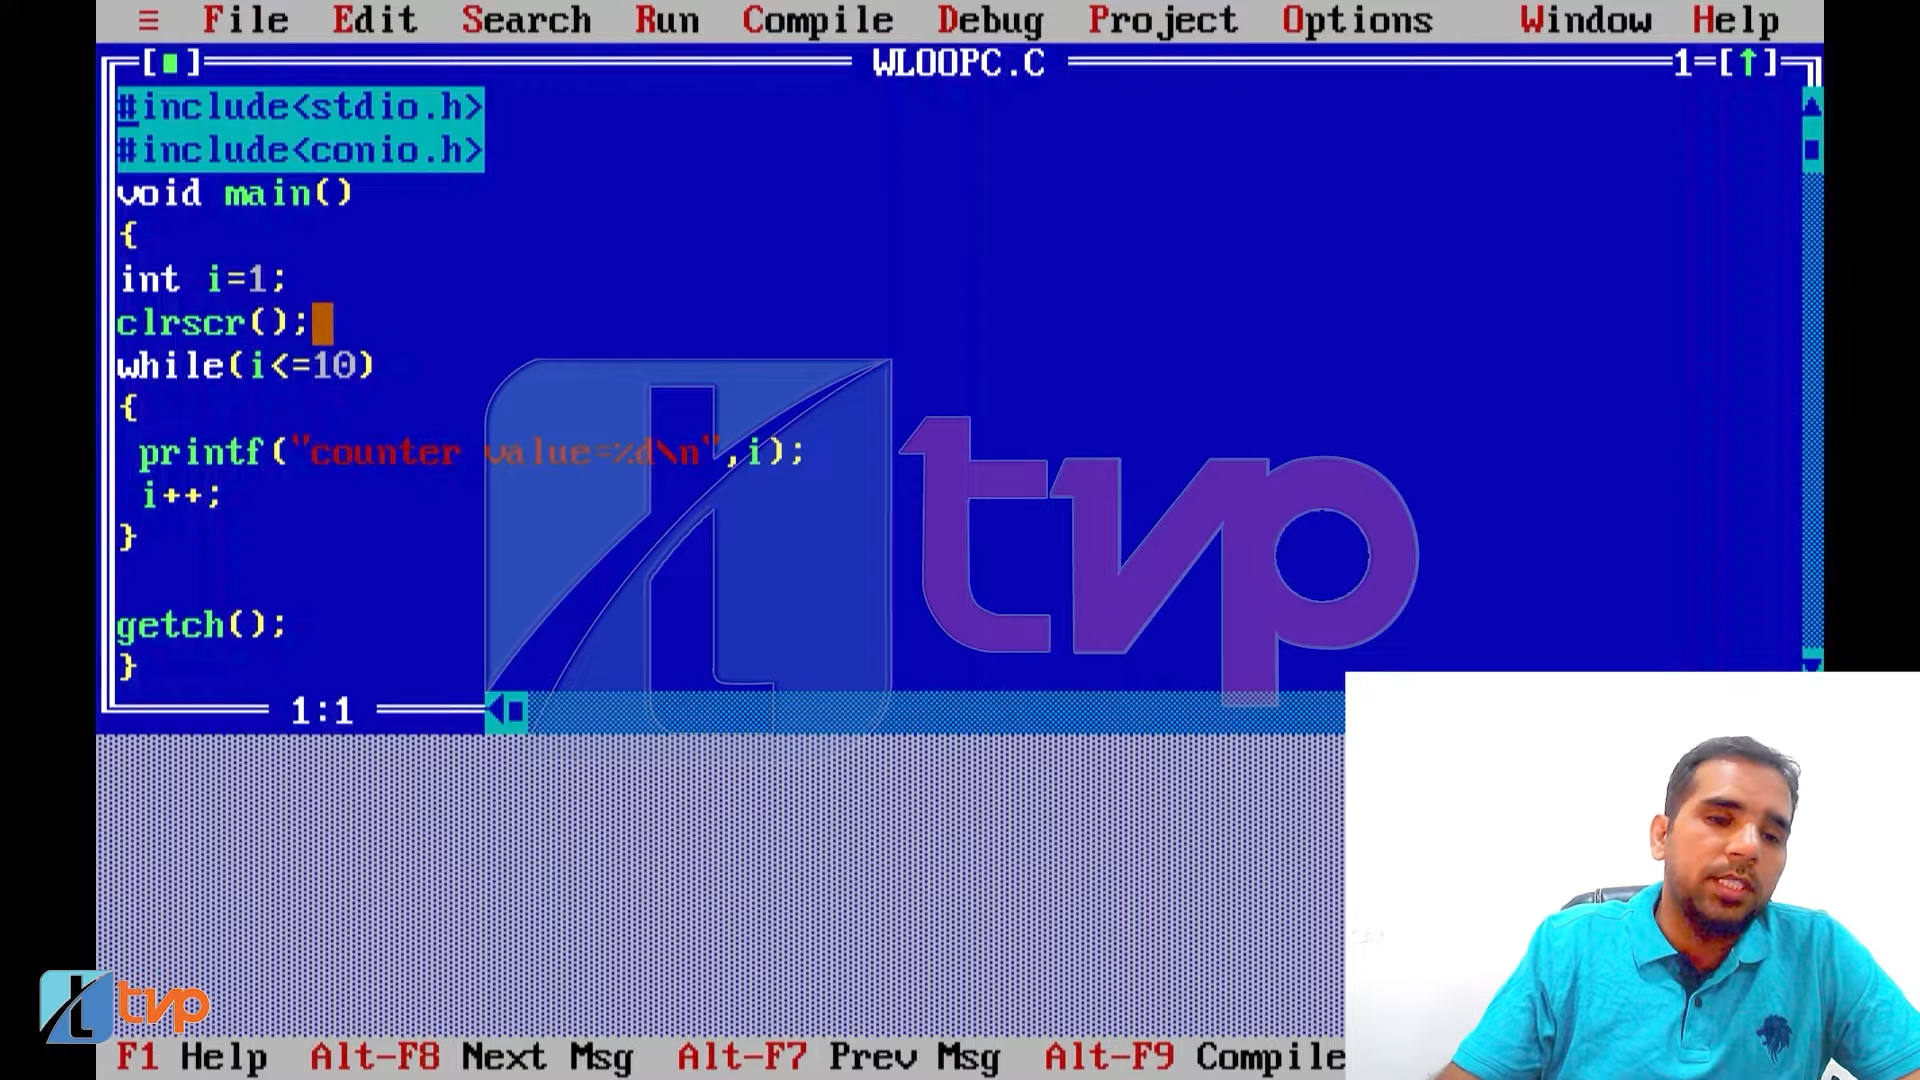 ≡ File Edit Search Run Compile Debug Project Options Window Help
[■] WLOOPC.C 1=[↑]
#include<stdio.h>
#include<conio.h>
void main()
{
int i=1;
clrscr();
while(i<=10)
{
printf("counter value=%d\n",i);
i++;
}
getch();
}
1:1
tvp
tvp
F1 Help Alt-F8 Next Msg Alt-F7 Prev Msg Alt-F9 Compile